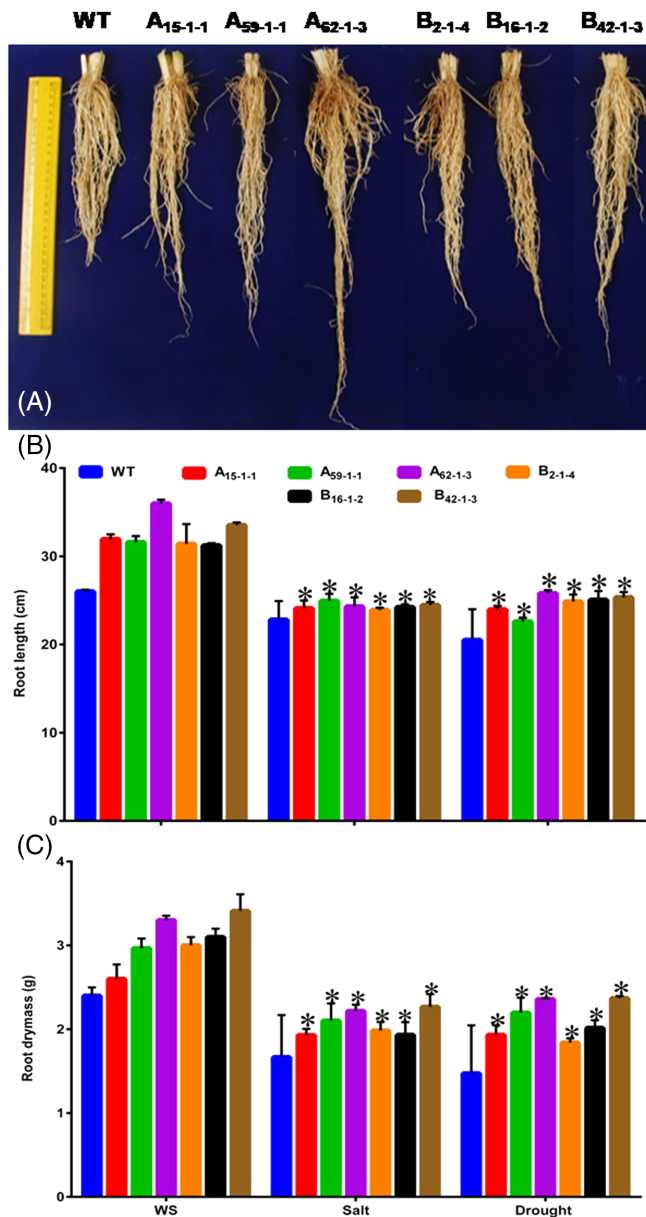 WT A15-1-1 A59-1-1 A62-1-3 B2-1-4 B16-1-2 B42-1-3
(A)
(B)
WT A15-1-1 A59-1-1 A62-1-3 B2-1-4
B16-1-2 B42-1-3
40
30
20
10
0
Root length (cm)
* * * * * * * * * * * *
(C)
4
3
2
1
0
Root drymass (g)
* * * * * * * * * * * *
WS Salt Drought